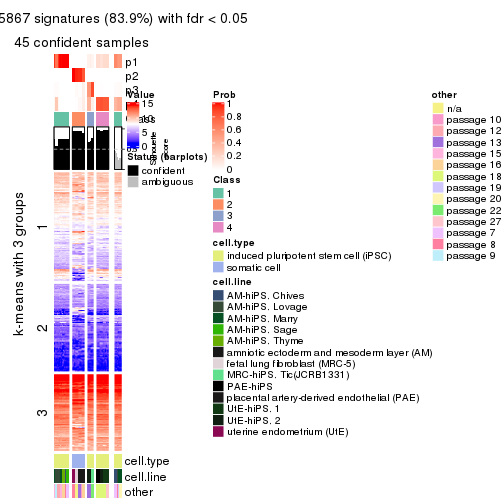 5867 signatures (83.9%) with fdr < 0.05
45 confident samples
p1
p2
p3
Value
15
10
5
0
Status (barplots)
confident
ambiguous
k-means with 3 groups
1
2
3
cell.type
cell.line
other
Prob
1
0.8
0.6
0.4
0.2
0
Class
1
2
3
4
cell.type
induced pluripotent stem cell (iPSC)
somatic cell
cell.line
AM-hiPS. Chives
AM-hiPS. Lovage
AM-hiPS. Marry
AM-hiPS. Sage
AM-hiPS. Thyme
amniotic ectoderm and mesoderm layer (AM)
fetal lung fibroblast (MRC-5)
MRC-hiPS. Tic(JCRB1331)
PAE-hiPS
placental artery-derived endothelial (PAE)
UtE-hiPS. 1
UtE-hiPS. 2
uterine endometrium (UtE)
other
n/a
passage 10
passage 12
passage 13
passage 15
passage 16
passage 18
passage 19
passage 20
passage 22
passage 27
passage 7
passage 8
passage 9